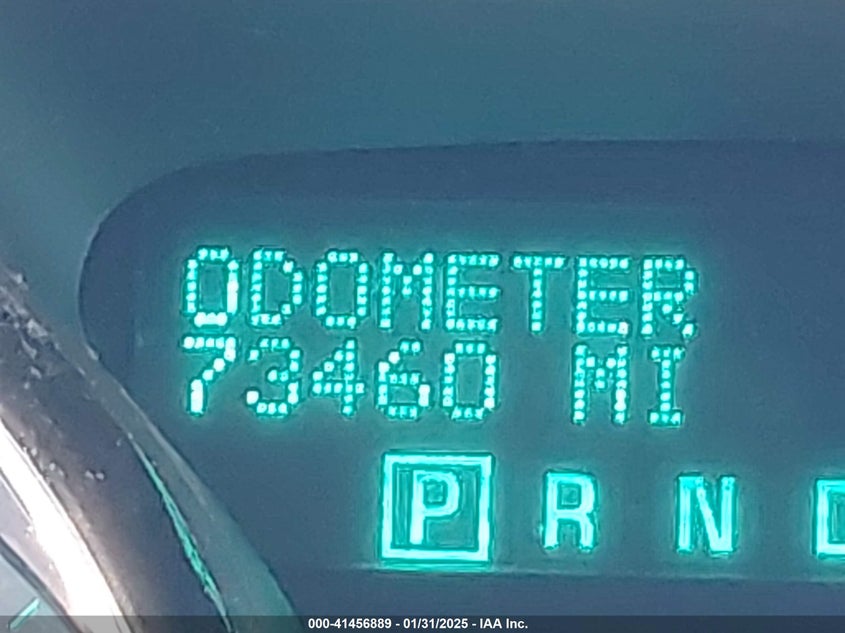 ODOMETER
73460 MI
P R N
000-41456889 - 01/31/2025 - IAA Inc.